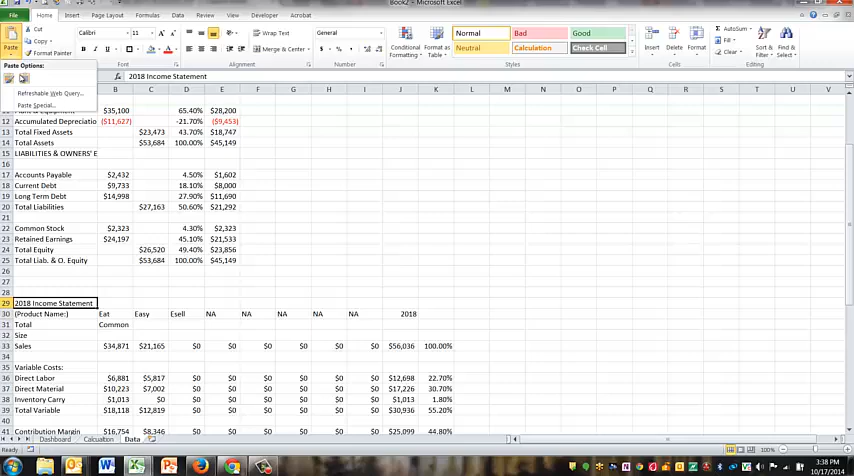 Book2 - Microsoft Excel
File Home Insert Page Layout Formulas Data Review View Developer Acrobat
Paste Cut Copy Format Painter
Calibri 11
B U
Wrap Text
Merge & Center
Number
Conditional Formatting Format as Table
Normal Bad Good
Neutral Calculation Check Cell
Styles
Insert Delete Format
AutoSum
Fill
Clear
Sort & Filter Find & Select
Paste Options:
Refreshable Web Query...
Paste Special...
fx 2018 Income Statement
B C D E F G H I J K L M N O P Q R S T U V
$35,100 65.40% $28,200
12 Accumulated Depreciatio ($11,627) -21.70% ($9,453)
13 Total Fixed Assets $23,473 43.70% $18,747
14 Total Assets $53,684 100.00% $45,149
15 LIABILITIES & OWNERS' E
16
17 Accounts Payable $2,432 4.50% $1,602
18 Current Debt $9,733 18.10% $8,000
19 Long Term Debt $14,998 27.90% $11,690
20 Total Liabilities $27,163 50.60% $21,292
21
22 Common Stock $2,323 4.30% $2,323
23 Retained Earnings $24,197 45.10% $21,533
24 Total Equity $26,520 49.40% $23,856
25 Total Liab. & O. Equity $53,684 100.00% $45,149
26
27
28
29 2018 Income Statement
30 (Product Name:) Eat Easy Esell NA NA NA NA NA 2018
31 Total Common
32 Size
33 Sales $34,871 $21,165 $0 $0 $0 $0 $0 $0 $56,036 100.00%
34
35 Variable Costs:
36 Direct Labor $6,881 $5,817 $0 $0 $0 $0 $0 $0 $12,698 22.70%
37 Direct Material $10,223 $7,002 $0 $0 $0 $0 $0 $0 $17,226 30.70%
38 Inventory Carry $1,013 $0 $0 $0 $0 $0 $0 $0 $1,013 1.80%
39 Total Variable $18,118 $12,819 $0 $0 $0 $0 $0 $0 $30,936 55.20%
40
41 Contribution Margin $16,754 $8,346 $0 $0 $0 $0 $0 $0 $25,099 44.80%
Dashboard Calculation Data
Ready 100%
3:38 PM
10/17/2014